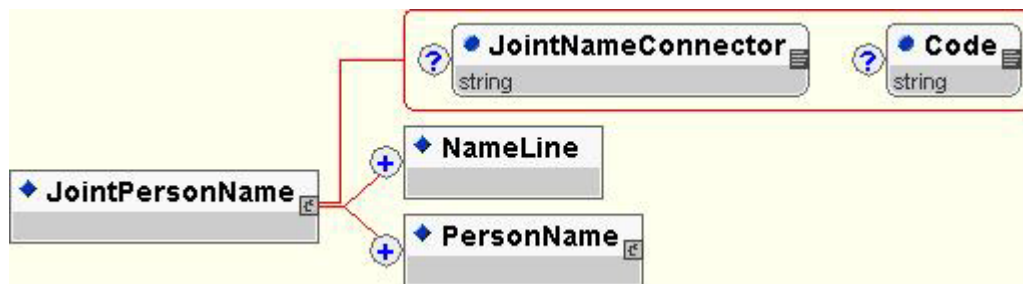 ? JointNameConnector ? Code
string string
+ NameLine
JointPersonName
+ PersonName